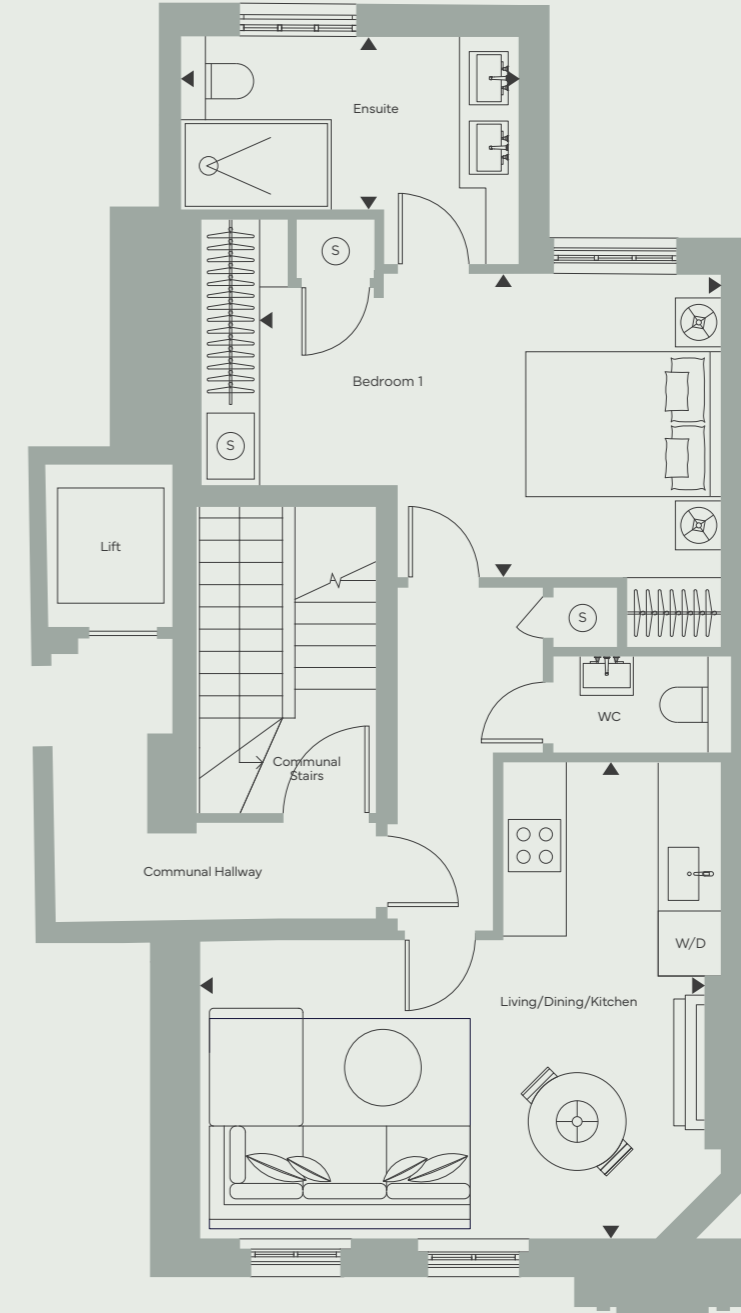 Ensuite
S
Bedroom 1
S
Lift
S
WC
Communal
Stairs
Communal Hallway
W/D
Living/Dining/Kitchen